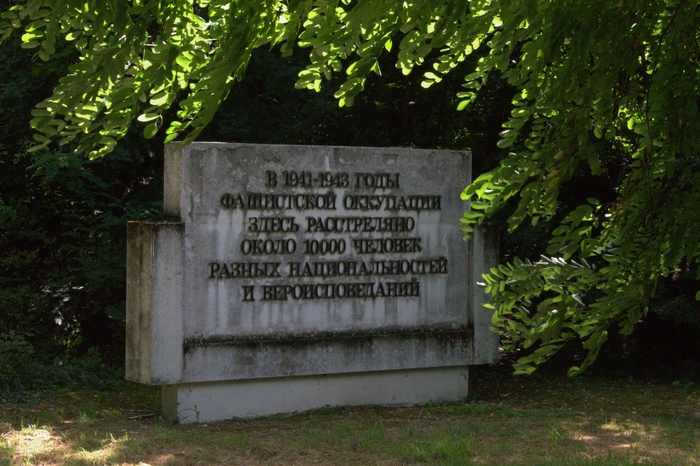 В 1941-1943 ГОДЫ
ФАШИСТСКОЙ ОККУПАЦИИ
ЗДЕСЬ РАССТРЕЛЯНО
ОКОЛО 10000 ЧЕЛОВЕК
РАЗНЫХ НАЦИОНАЛЬНОСТЕЙ
И ВЕРОИСПОВЕДАНИЙ